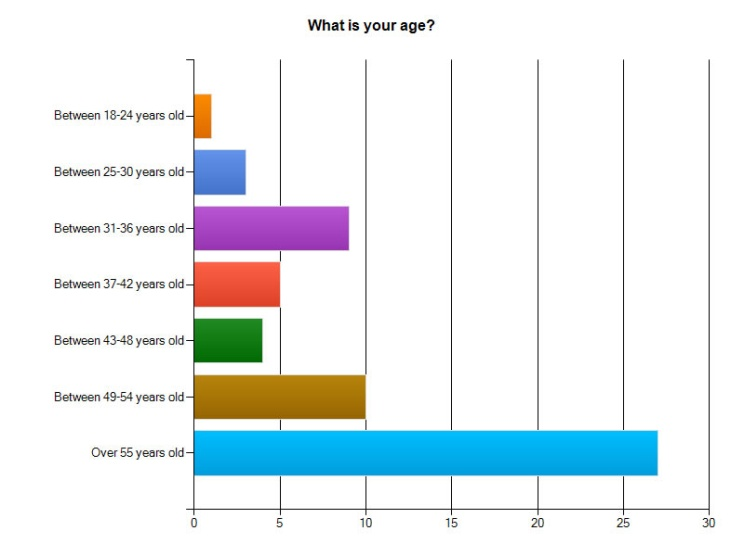 What is your age?
Between 18-24 years old
Between 25-30 years old
Between 31-36 years old
Between 37-42 years old
Between 43-48 years old
Between 49-54 years old
Over 55 years old
0 5 10 15 20 25 30